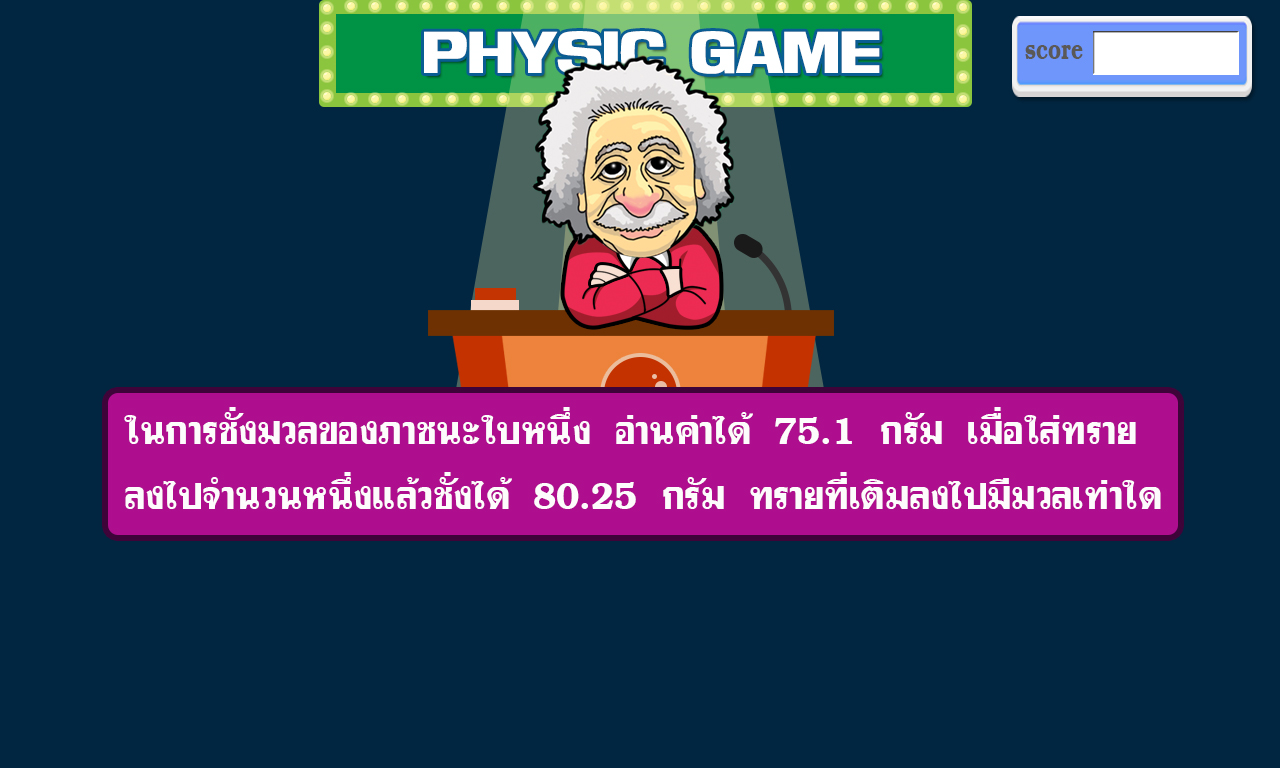 PHYSIC GAME
score
ในการชั่งมวลของภาชนะใบหนึ่ง อ่านค่าได้ 75.1 กรัม เมื่อใส่ทราย
ลงไปจำนวนหนึ่งแล้วชั่งได้ 80.25 กรัม ทรายที่เติมลงไปมีมวลเท่าใด